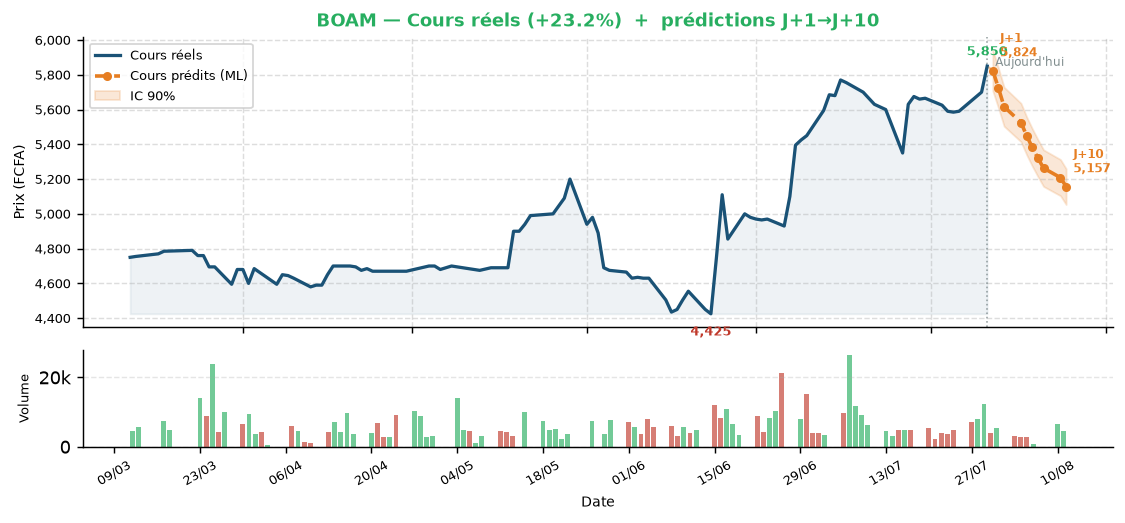 BOAM — Cours réels (+23.2%)  +  prédictions J+1→J+10
Prix (FCFA)
6,000
5,800
5,600
5,400
5,200
5,000
4,800
4,600
4,400
Cours réels
Cours prédits (ML)
IC 90%
5,850
J+1
5,824
Aujourd'hui
J+10
5,157
4,425
Volume
20k
0
09/03
23/03
06/04
20/04
04/05
18/05
01/06
15/06
29/06
13/07
27/07
10/08
Date